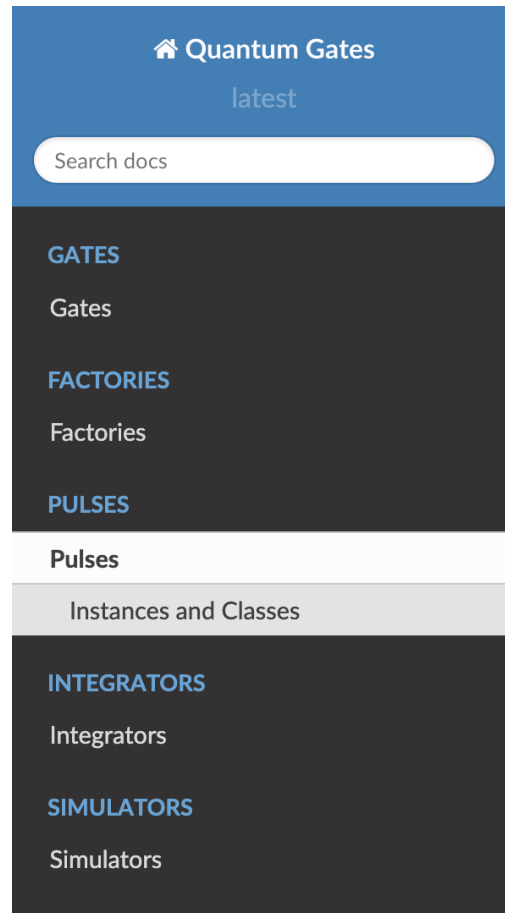 Quantum Gates
latest
Search docs
GATES
Gates
FACTORIES
Factories
PULSES
Pulses
Instances and Classes
INTEGRATORS
Integrators
SIMULATORS
Simulators